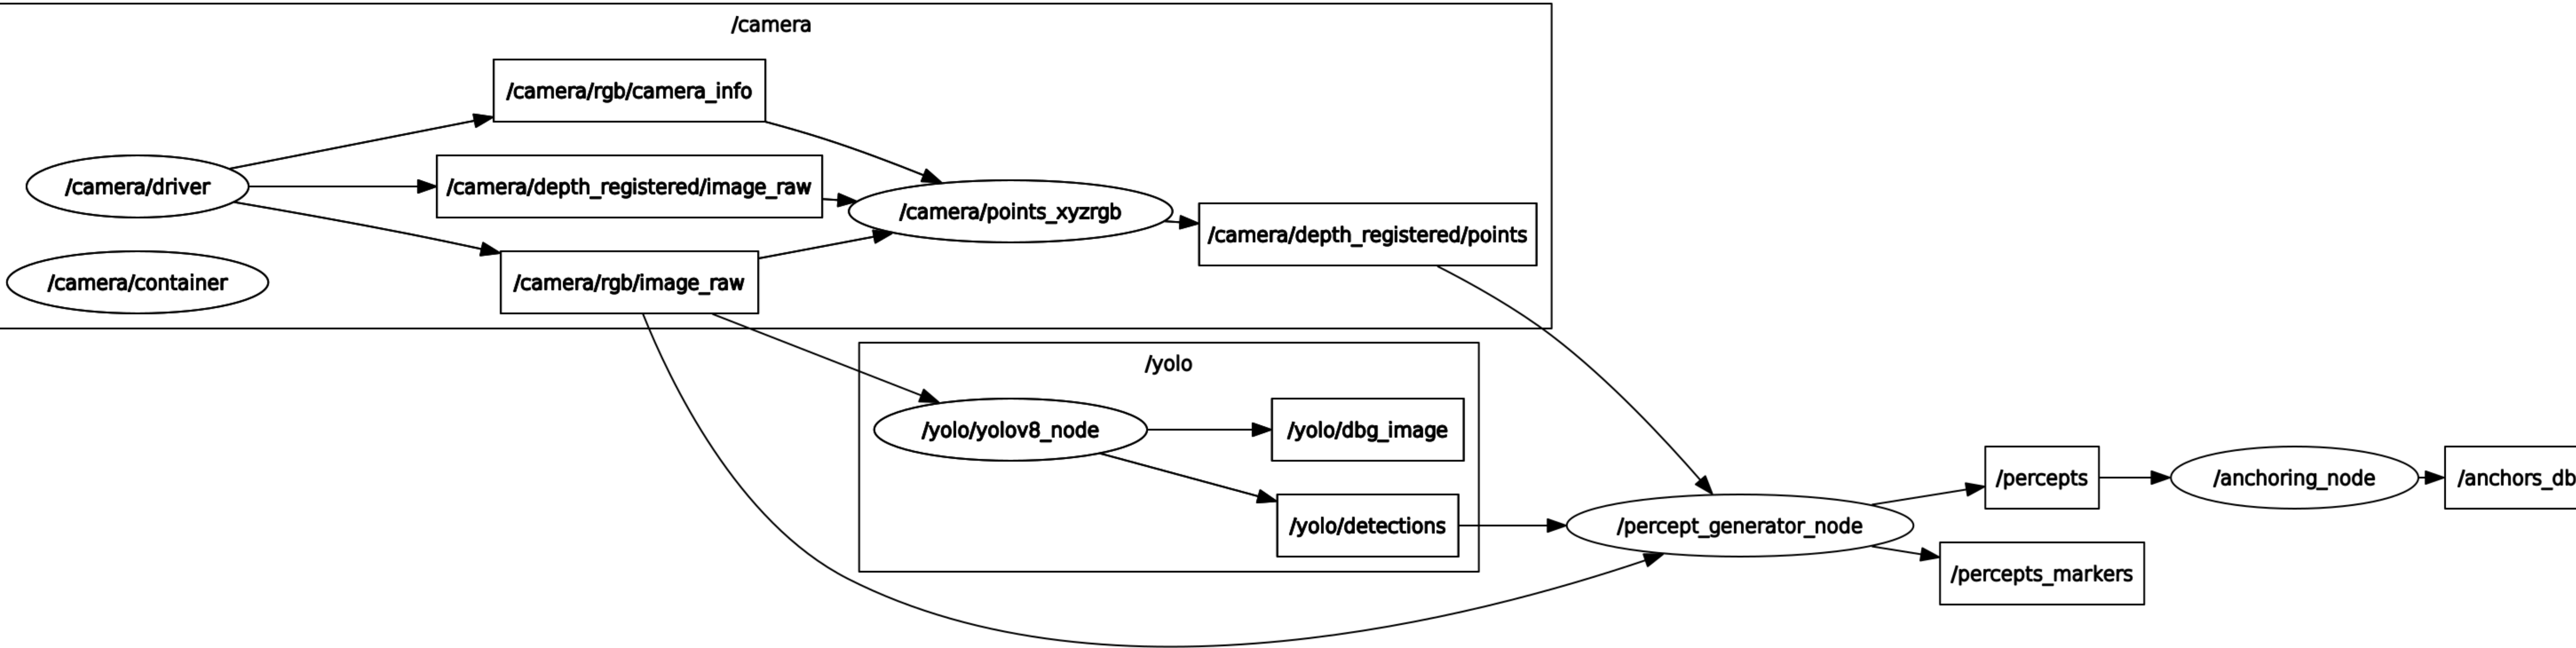 /camera
/camera/rgb/camera_info
/camera/driver
/camera/depth_registered/image_raw
/camera/points_xyzrgb
/camera/depth_registered/points
/camera/container
/camera/rgb/image_raw
/yolo
/yolo/yolov8_node
/yolo/dbg_image
/yolo/detections
/percept_generator_node
/percepts
/anchoring_node
/anchors_db
/percepts_markers